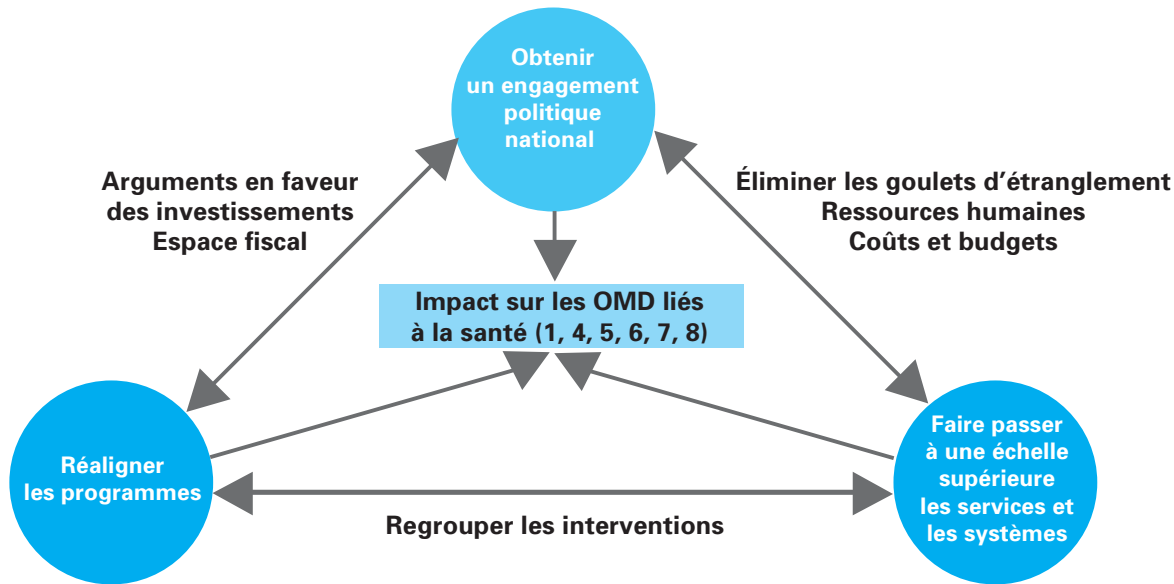 Obtenir
un engagement
politique
national
Arguments en faveur
des investissements
Espace fiscal
Éliminer les goulets d’étranglement
Ressources humaines
Coûts et budgets
Impact sur les OMD liés
à la santé (1, 4, 5, 6, 7, 8)
Réaligner
les programmes
Faire passer
à une échelle
supérieure
les services et
les systèmes
Regrouper les interventions